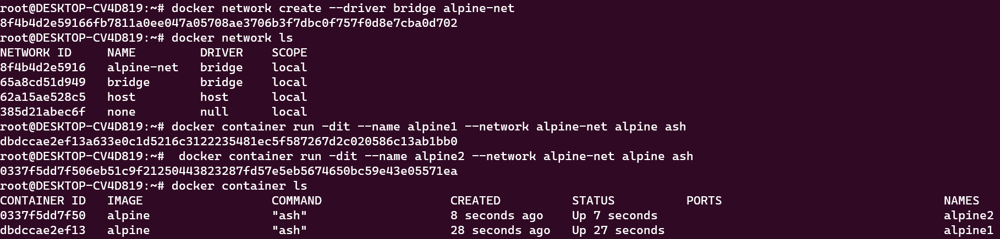 root@DESKTOP-CV4D819:~# docker network create --driver bridge alpine-net
8f4b4d2e59166fb7811a0ee047a05708ae3706b3f7dbc0f757f0d8e7cba0d702
root@DESKTOP-CV4D819:~# docker network ls
NETWORK ID     NAME         DRIVER    SCOPE
8f4b4d2e5916   alpine-net   bridge    local
65a8cd51d949   bridge       bridge    local
62a15ae528c5   host         host      local
385d21abec6f   none         null      local
root@DESKTOP-CV4D819:~# docker container run -dit --name alpine1 --network alpine-net alpine ash
dbdccae2ef13a633e0c1d5216c3122235481ec5f587267d2c020586c13ab1bb0
root@DESKTOP-CV4D819:~#  docker container run -dit --name alpine2 --network alpine-net alpine ash
0337f5dd7f506eb51c9f21250443823287fd57e5eb5674650bc59e43e05571ea
root@DESKTOP-CV4D819:~# docker container ls
CONTAINER ID   IMAGE                  COMMAND                  CREATED          STATUS          PORTS                               NAMES
0337f5dd7f50   alpine                 "ash"                    8 seconds ago    Up 7 seconds                                        alpine2
dbdccae2ef13   alpine                 "ash"                    28 seconds ago   Up 27 seconds                                       alpine1